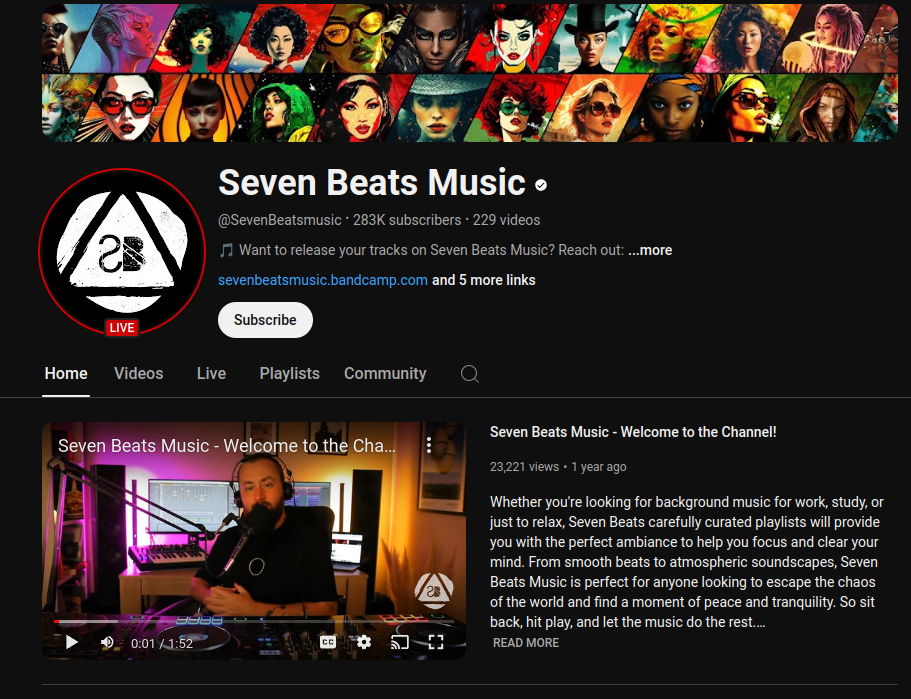 Seven Beats Music
@SevenBeatsmusic · 283K subscribers · 229 videos
🎵 Want to release your tracks on Seven Beats Music? Reach out: ...more
sevenbeatsmusic.bandcamp.com and 5 more links
Subscribe
SB
LIVE
Home Videos Live Playlists Community
Seven Beats Music - Welcome to the Cha...
SB
CC
0:01 / 1:52
Seven Beats Music - Welcome to the Channel!
23,221 views • 1 year ago
Whether you're looking for background music for work, study, or
just to relax, Seven Beats carefully curated playlists will provide
you with the perfect ambiance to help you focus and clear your
mind. From smooth beats to atmospheric soundscapes, Seven
Beats Music is perfect for anyone looking to escape the chaos
of the world and find a moment of peace and tranquility. So sit
back, hit play, and let the music do the rest....
READ MORE